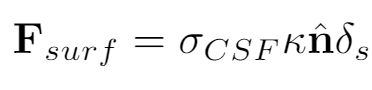 𝐅_{surf} = σ_{CSF} κ n̂ δ_s